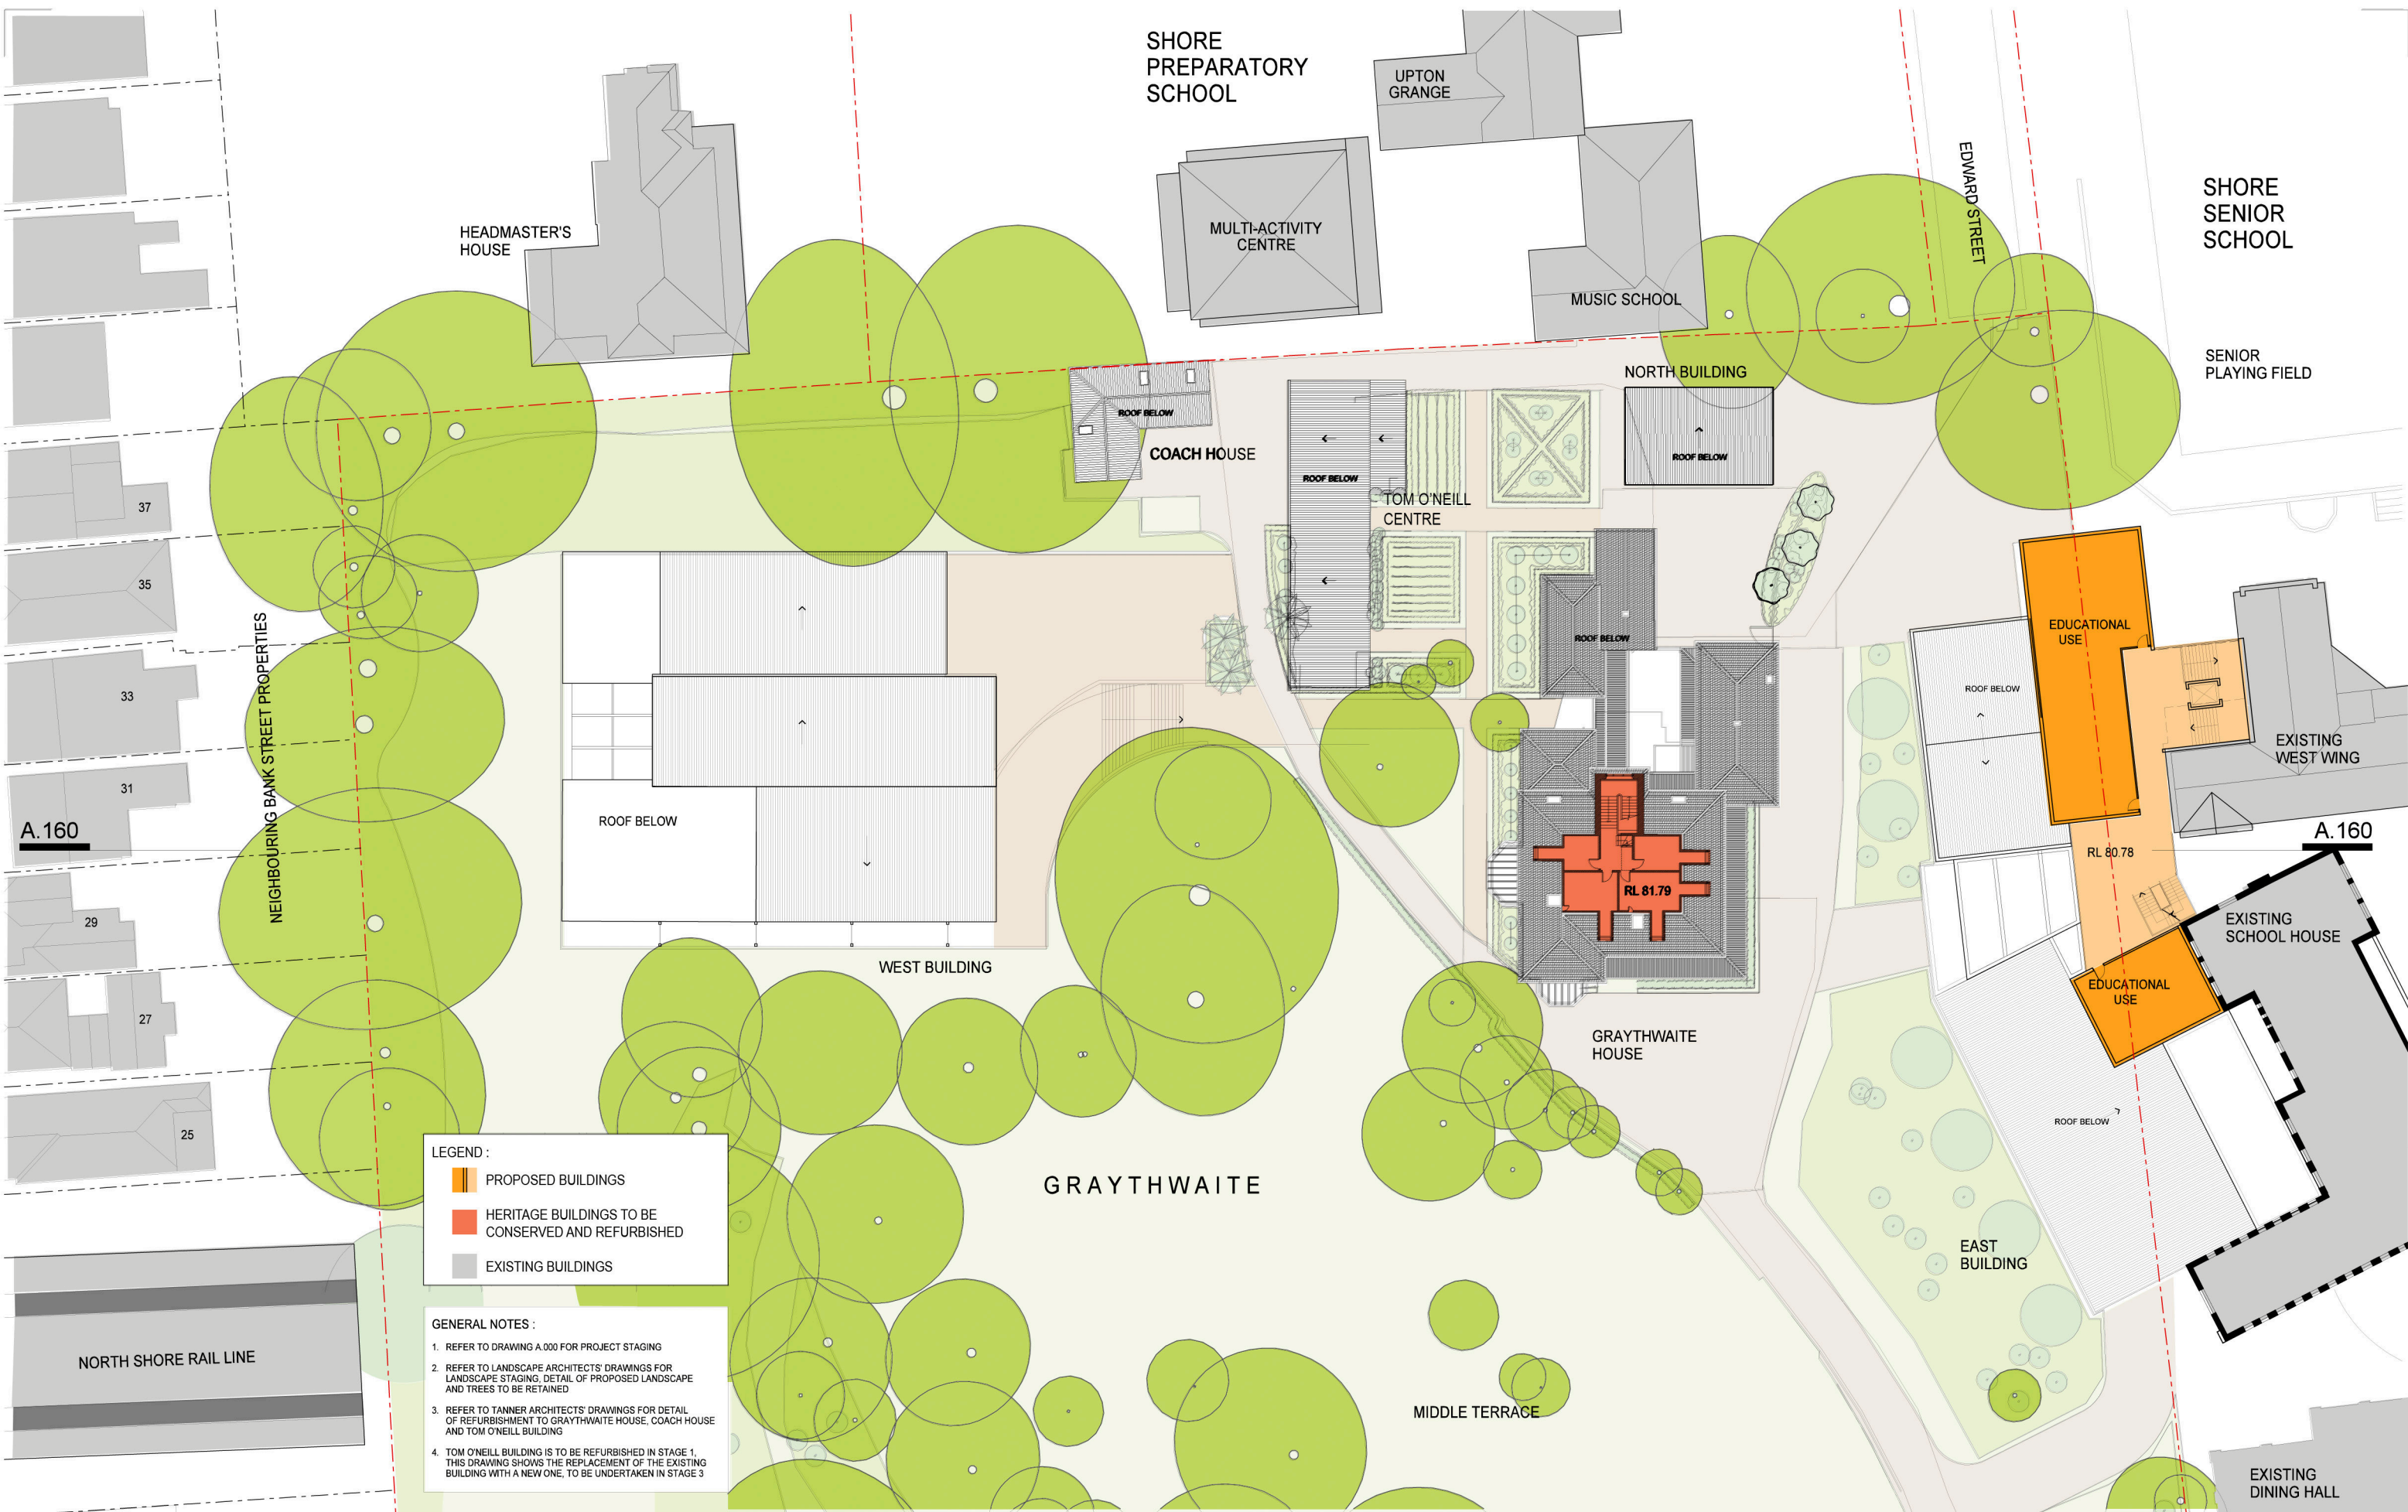 SHORE
PREPARATORY
SCHOOL
UPTON
GRANGE
EDWARD STREET
SHORE
SENIOR
SCHOOL
HEADMASTER'S
HOUSE
MULTI-ACTIVITY
CENTRE
MUSIC SCHOOL
SENIOR
PLAYING FIELD
NORTH BUILDING
ROOF BELOW
COACH HOUSE
ROOF BELOW
ROOF BELOW
TOM O'NEILL
CENTRE
37
35
33
31
29
27
25
NEIGHBOURING BANK STREET PROPERTIES
A.160
ROOF BELOW
WEST BUILDING
ROOF BELOW
RL 81.79
GRAYTHWAITE
HOUSE
EDUCATIONAL
USE
ROOF BELOW
EXISTING
WEST WING
A.160
RL 80.78
EXISTING
SCHOOL HOUSE
EDUCATIONAL
USE
ROOF BELOW
EAST
BUILDING
GRAYTHWAITE
MIDDLE TERRACE
EXISTING
DINING HALL
NORTH SHORE RAIL LINE
LEGEND :
PROPOSED BUILDINGS
HERITAGE BUILDINGS TO BE
CONSERVED AND REFURBISHED
EXISTING BUILDINGS
GENERAL NOTES :
1. REFER TO DRAWING A.000 FOR PROJECT STAGING
2. REFER TO LANDSCAPE ARCHITECTS' DRAWINGS FOR
LANDSCAPE STAGING, DETAIL OF PROPOSED LANDSCAPE
AND TREES TO BE RETAINED
3. REFER TO TANNER ARCHITECTS' DRAWINGS FOR DETAIL
OF REFURBISHMENT TO GRAYTHWAITE HOUSE, COACH HOUSE
AND TOM O'NEILL BUILDING
4. TOM O'NEILL BUILDING IS TO BE REFURBISHED IN STAGE 1,
THIS DRAWING SHOWS THE REPLACEMENT OF THE EXISTING
BUILDING WITH A NEW ONE, TO BE UNDERTAKEN IN STAGE 3